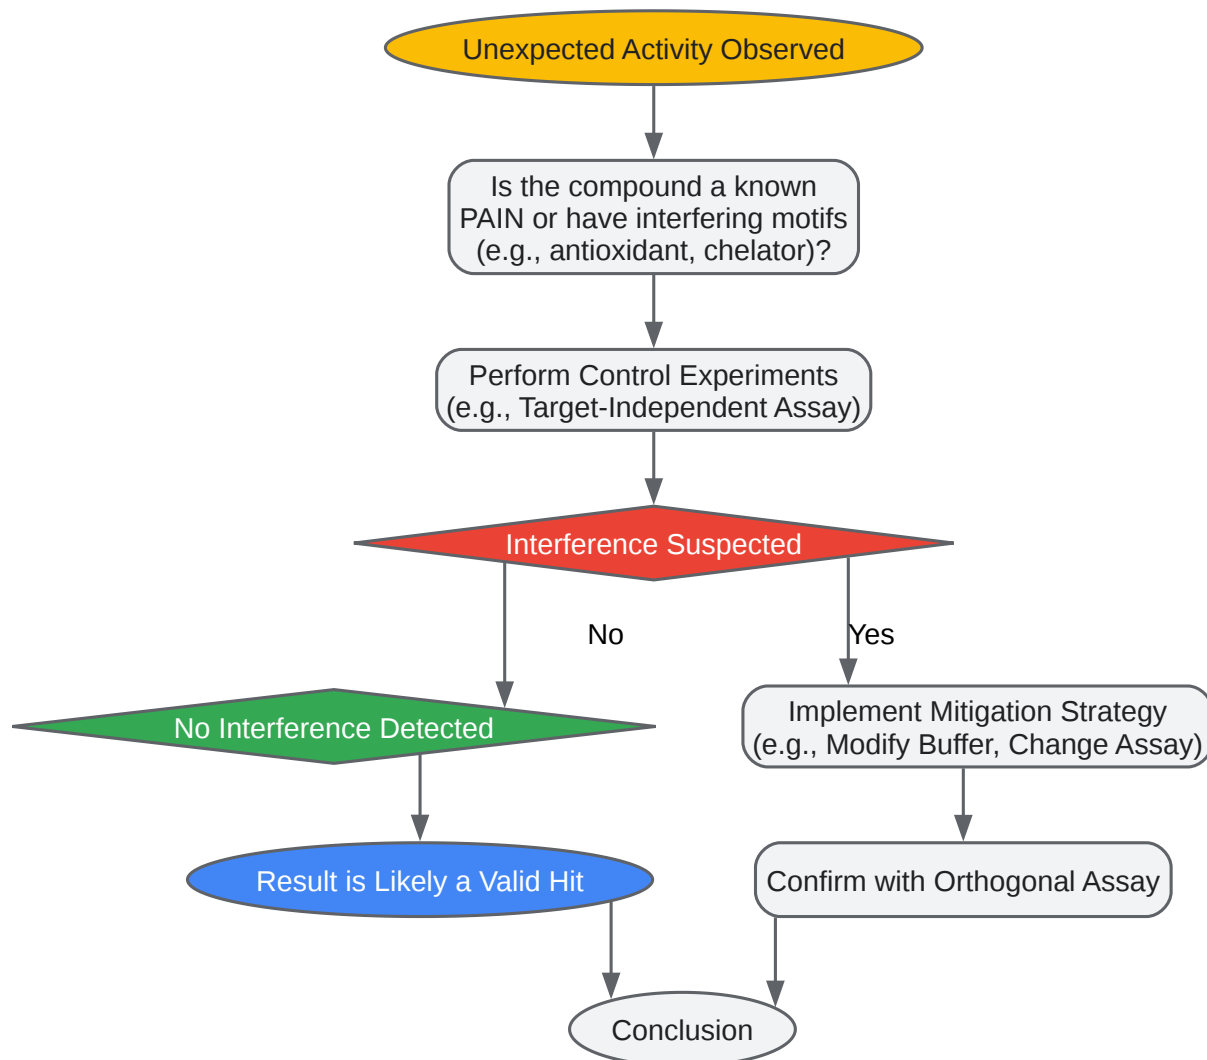 Unexpected Activity Observed
Is the compound a known
PAIN or have interfering motifs
(e.g., antioxidant, chelator)?
Perform Control Experiments
(e.g., Target-Independent Assay)
Interference Suspected
No
Yes
No Interference Detected
Implement Mitigation Strategy
(e.g., Modify Buffer, Change Assay)
Result is Likely a Valid Hit
Confirm with Orthogonal Assay
Conclusion